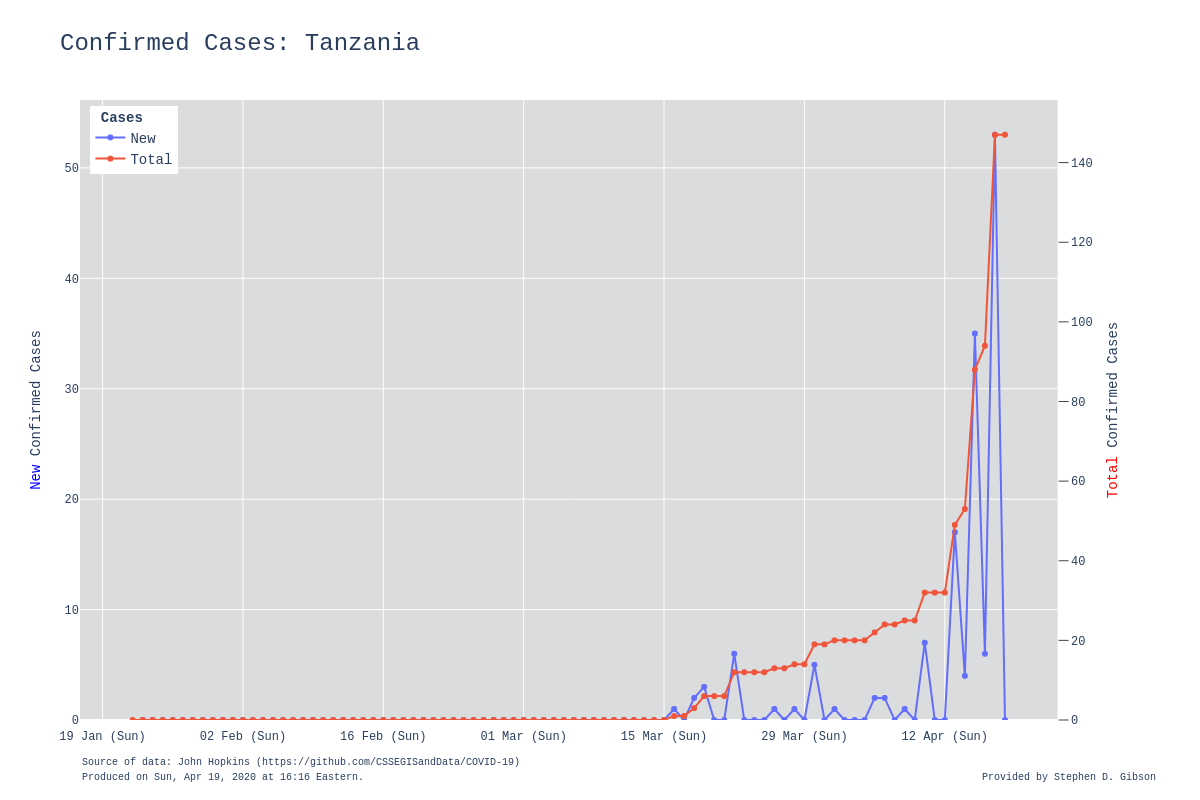 Confirmed Cases: Tanzania
Cases
New
Total
50
40
30
20
10
0
New Confirmed Cases
140
120
100
80
60
40
20
0
Total Confirmed Cases
19 Jan (Sun)
02 Feb (Sun)
16 Feb (Sun)
01 Mar (Sun)
15 Mar (Sun)
29 Mar (Sun)
12 Apr (Sun)
Source of data: John Hopkins (https://github.com/CSSEGISandData/COVID-19)
Produced on Sun, Apr 19, 2020 at 16:16 Eastern.
Provided by Stephen D. Gibson